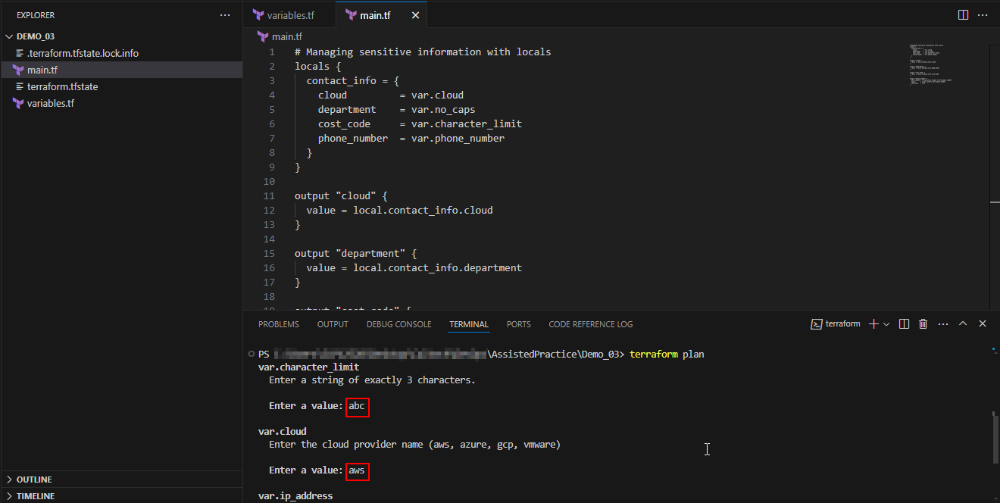 EXPLORER
DEMO_03
.terraform.tfstate.lock.info
main.tf
terraform.tfstate
variables.tf
OUTLINE
TIMELINE
variables.tf
main.tf
main.tf
1 # Managing sensitive information with locals
2 locals {
3 contact_info = {
4 cloud = var.cloud
5 department = var.no_caps
6 cost_code = var.character_limit
7 phone_number = var.phone_number
8 }
9 }
10
11 output "cloud" {
12 value = local.contact_info.cloud
13 }
14
15 output "department" {
16 value = local.contact_info.department
17 }
18
19 output "cost_code" {
PROBLEMS OUTPUT DEBUG CONSOLE TERMINAL PORTS CODE REFERENCE LOG
terraform
PS \AssistedPractice\Demo_03> terraform plan
var.character_limit
Enter a string of exactly 3 characters.
Enter a value: abc
var.cloud
Enter the cloud provider name (aws, azure, gcp, vmware)
Enter a value: aws
var.ip_address